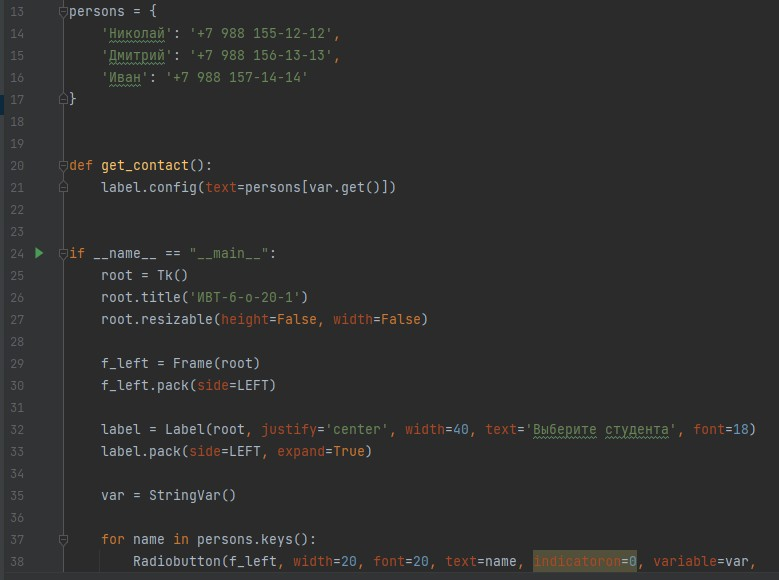 13 persons = {
14     'Николай': '+7 988 155-12-12',
15     'Дмитрий': '+7 988 156-13-13',
16     'Иван': '+7 988 157-14-14'
17 }
18
19
20 def get_contact():
21     label.config(text=persons[var.get()])
22
23
24 if __name__ == "__main__":
25     root = Tk()
26     root.title('ИВТ-б-о-20-1')
27     root.resizable(height=False, width=False)
28
29     f_left = Frame(root)
30     f_left.pack(side=LEFT)
31
32     label = Label(root, justify='center', width=40, text='Выберите студента', font=18)
33     label.pack(side=LEFT, expand=True)
34
35     var = StringVar()
36
37     for name in persons.keys():
38         Radiobutton(f_left, width=20, font=20, text=name, indicatoron=0, variable=var,